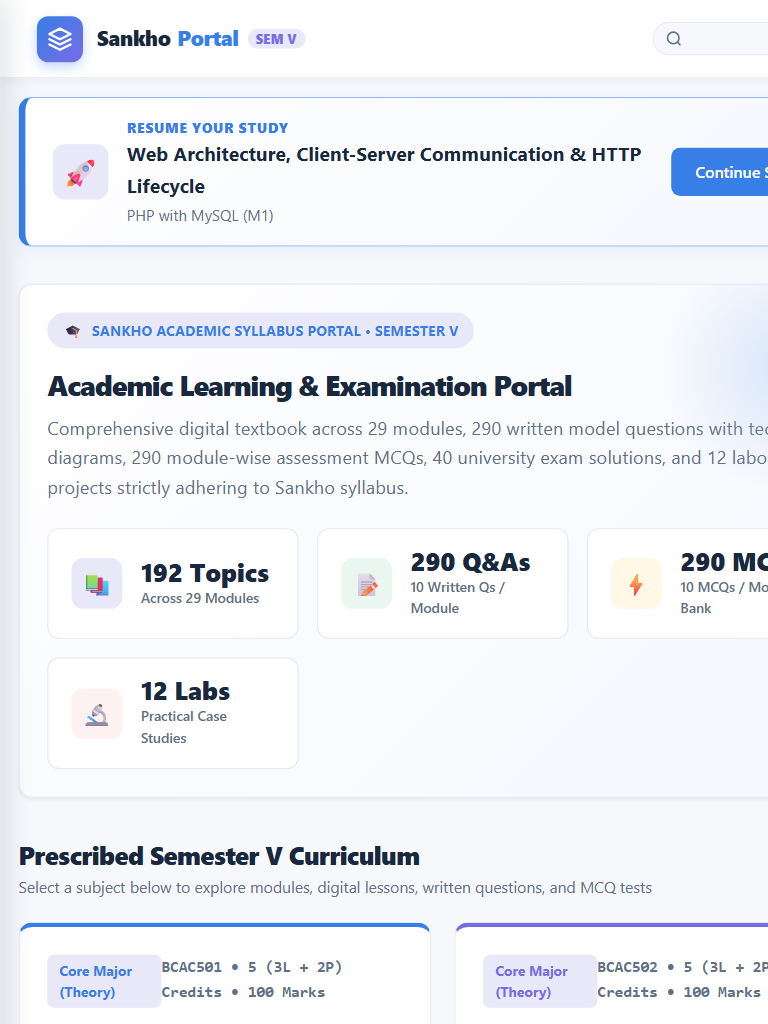 Sankho Portal SEM V
RESUME YOUR STUDY
Web Architecture, Client-Server Communication & HTTP
Lifecycle
PHP with MySQL (M1)
Continue
SANKHO ACADEMIC SYLLABUS PORTAL • SEMESTER V
Academic Learning & Examination Portal
Comprehensive digital textbook across 29 modules, 290 written model questions with
diagrams, 290 module-wise assessment MCQs, 40 university exam solutions, and 12
projects strictly adhering to Sankho syllabus.
192 Topics
Across 29 Modules
290 Q&As
10 Written Qs /
Module
290
10 MCQs /
Bank
12 Labs
Practical Case
Studies
Prescribed Semester V Curriculum
Select a subject below to explore modules, digital lessons, written questions, and MCQ tests
Core Major
(Theory)
BCAC501 • 5 (3L + 2P)
Credits • 100 Marks
Core Major
(Theory)
BCAC502 • 5 (3L + 2P
Credits • 100 Marks